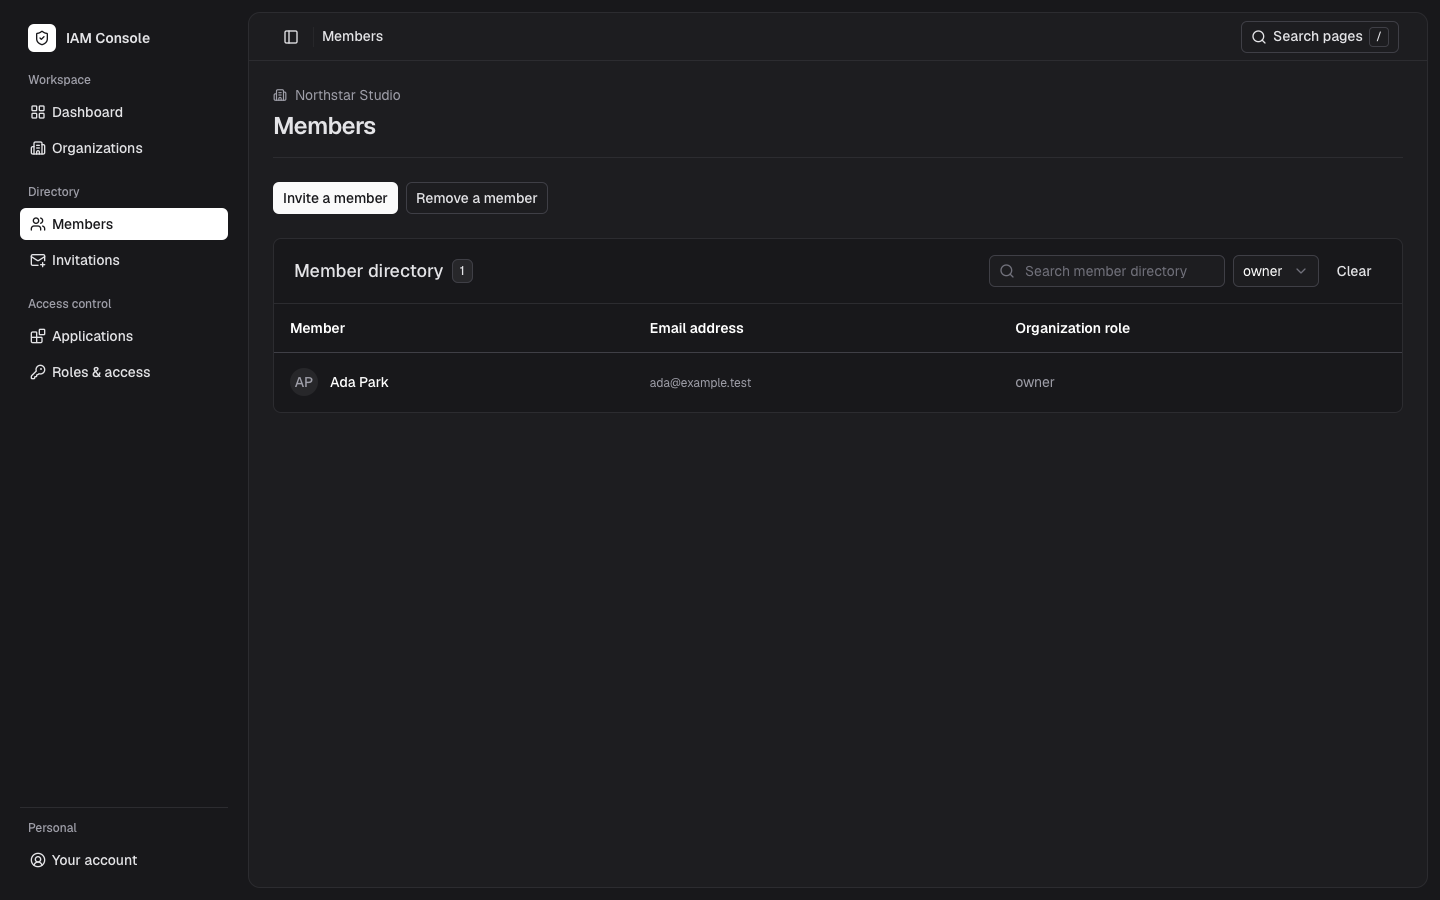 IAM Console
Workspace
Dashboard
Organizations
Directory
Members
Invitations
Access control
Applications
Roles & access
Personal
Your account
Members
Search pages /
Northstar Studio
Members
Invite a member
Remove a member
Member directory 1
Search member directory
owner
Clear
Member Email address Organization role
AP Ada Park ada@example.test owner